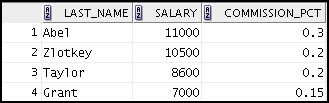 LAST_NAME SALARY COMMISSION_PCT
1 Abel 11000 0.3
2 Zlotkey 10500 0.2
3 Taylor 8600 0.2
4 Grant 7000 0.15